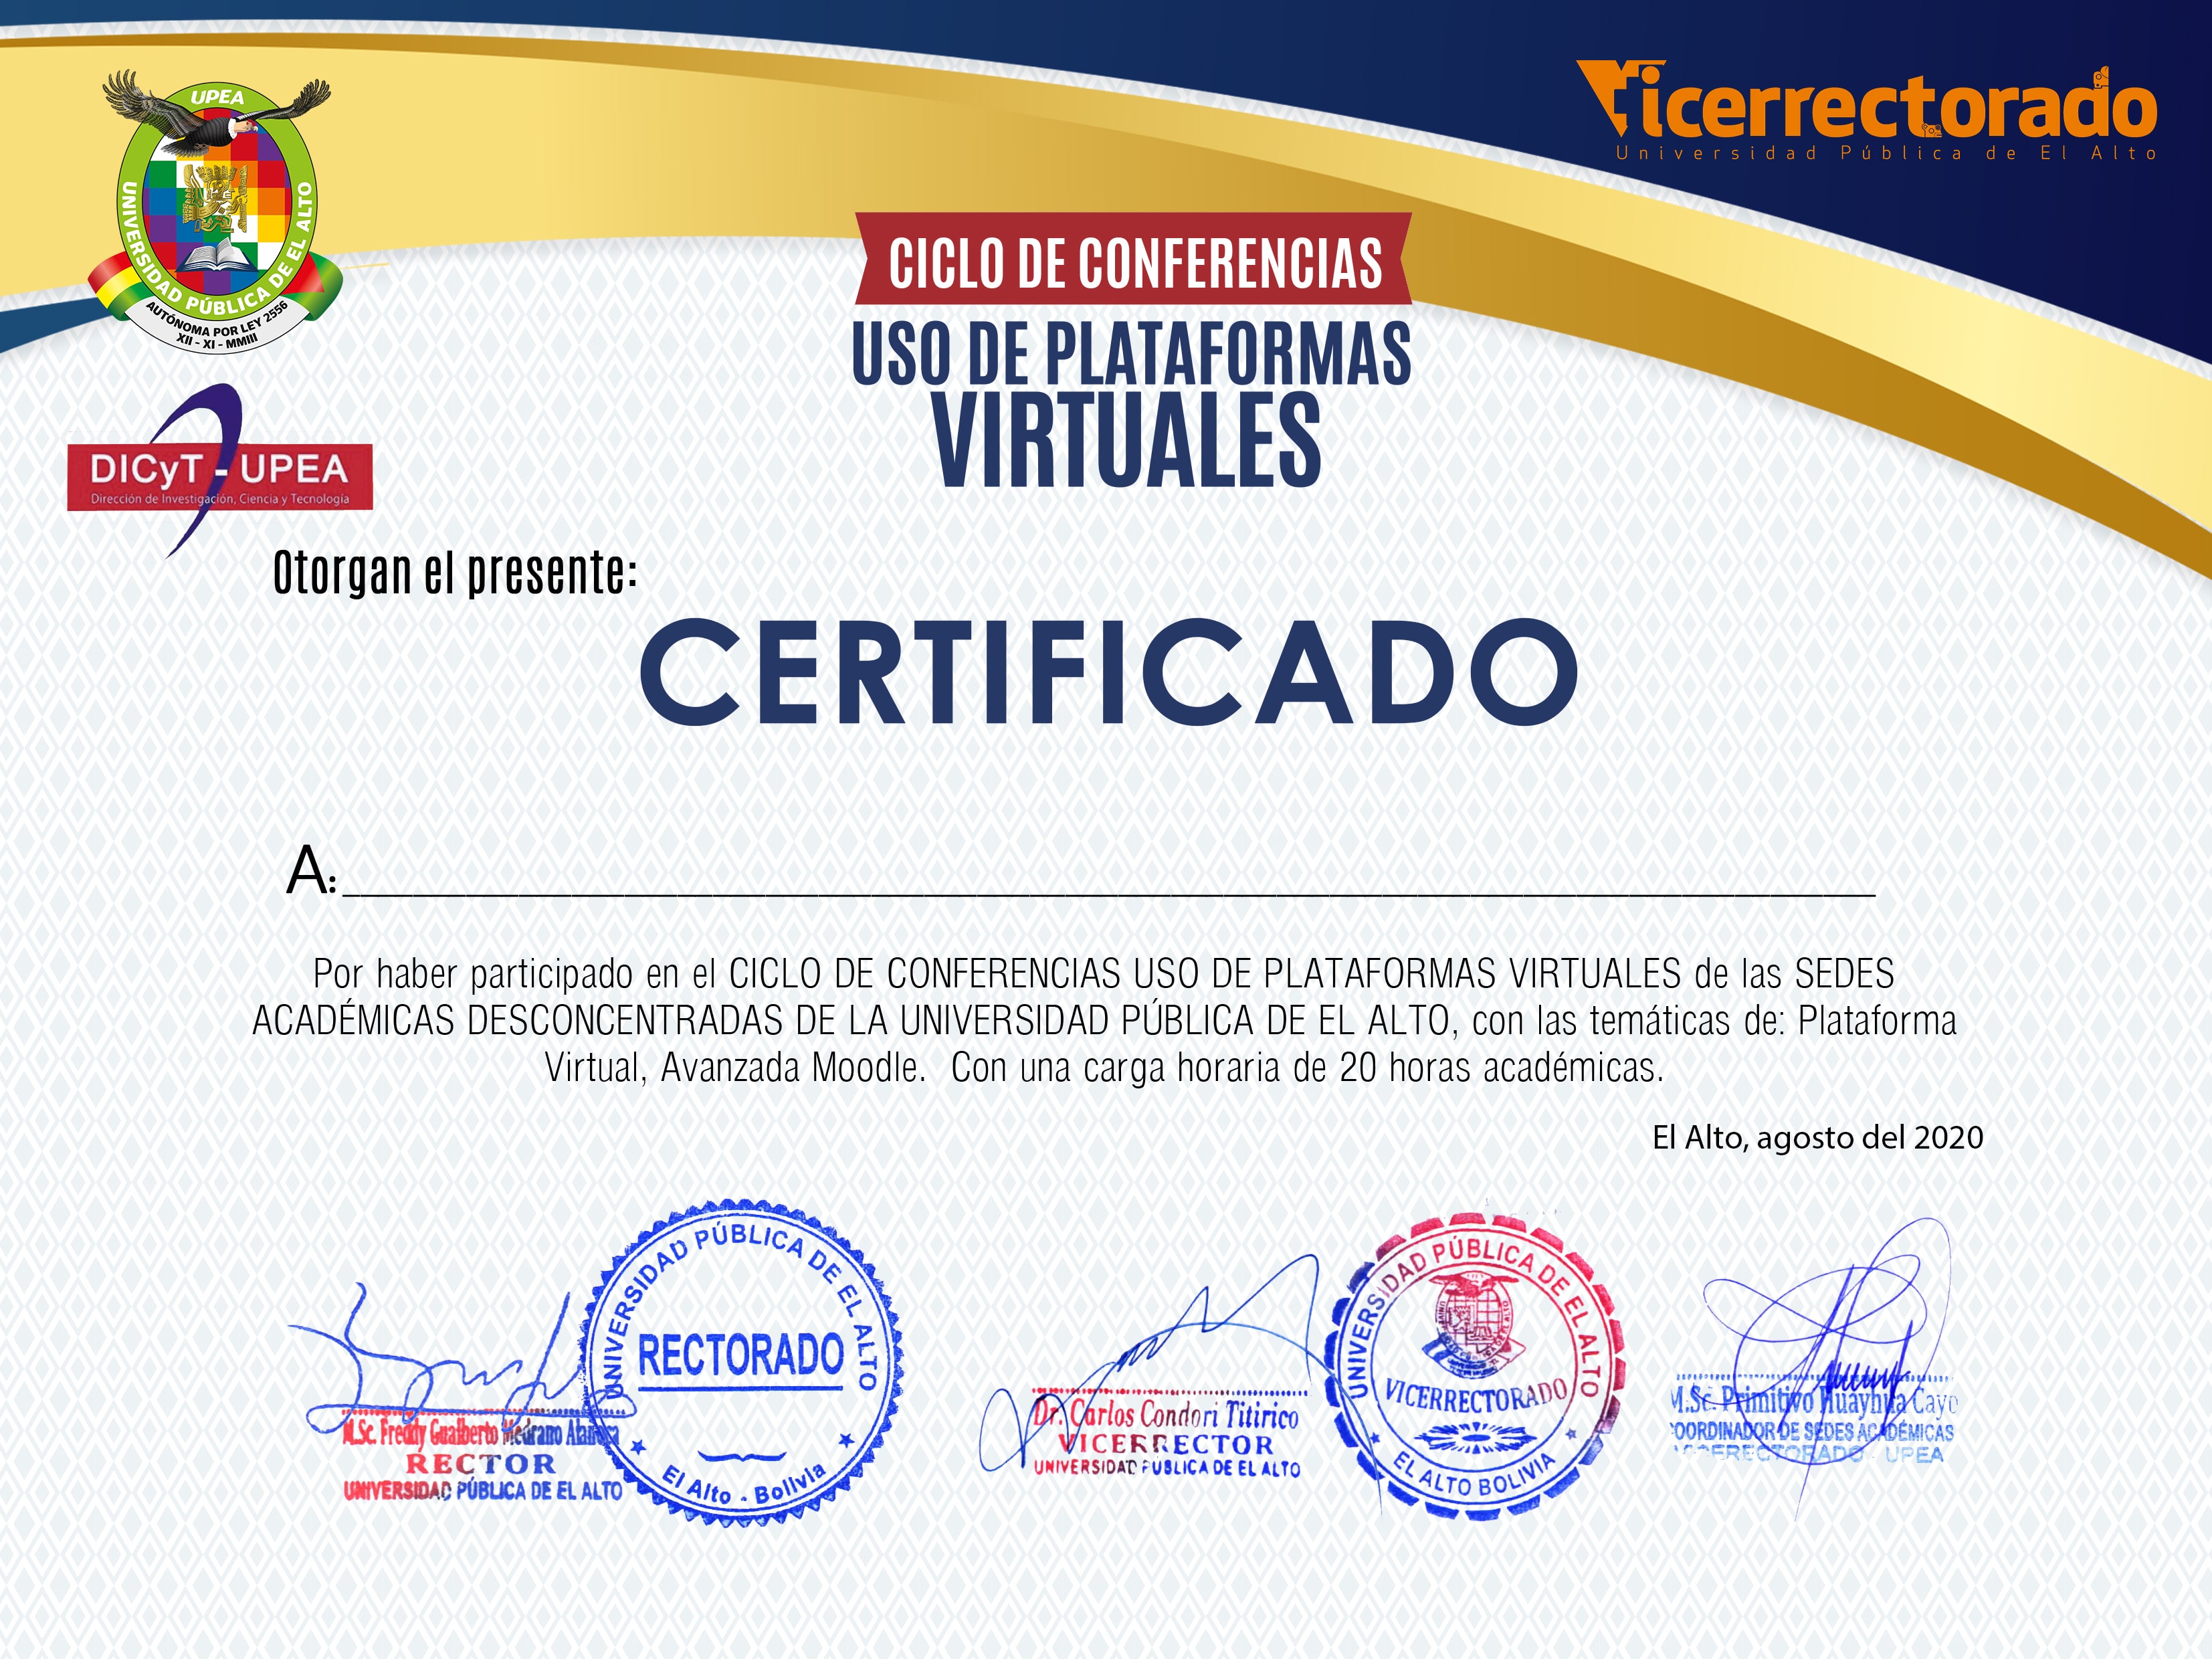 UPEA
UNIVERSIDAD PÚBLICA DE EL ALTO
AUTÓNOMA POR LEY 2556
XII - XI - MMIII
Vicerrectorado
Universidad Pública de El Alto
CICLO DE CONFERENCIAS
USO DE PLATAFORMAS
VIRTUALES
DICyT - UPEA
Dirección de Investigación, Ciencia y Tecnología
Otorgan el presente:
CERTIFICADO
A:
Por haber participado en el CICLO DE CONFERENCIAS USO DE PLATAFORMAS VIRTUALES de las SEDES
ACADÉMICAS DESCONCENTRADAS DE LA UNIVERSIDAD PÚBLICA DE EL ALTO, con las temáticas de: Plataforma
Virtual, Avanzada Moodle. Con una carga horaria de 20 horas académicas.
El Alto, agosto del 2020
M.Sc. Freddy Gualberto Medrano
RECTOR
UNIVERSIDAD PÚBLICA DE EL ALTO
UNIVERSIDAD PÚBLICA DE EL ALTO
RECTORADO
El Alto - Bolivia
Dr. Carlos Condori Titirico
VICERRECTOR
UNIVERSIDAD PUBLICA DE EL ALTO
UNIVERSIDAD PÚBLICA DE EL ALTO
VICERRECTORADO
EL ALTO BOLIVIA
M.Sc. Primitivo Huayhua Cayo
COORDINADOR DE SEDES ACADÉMICAS
VICERECTORADO UPEA